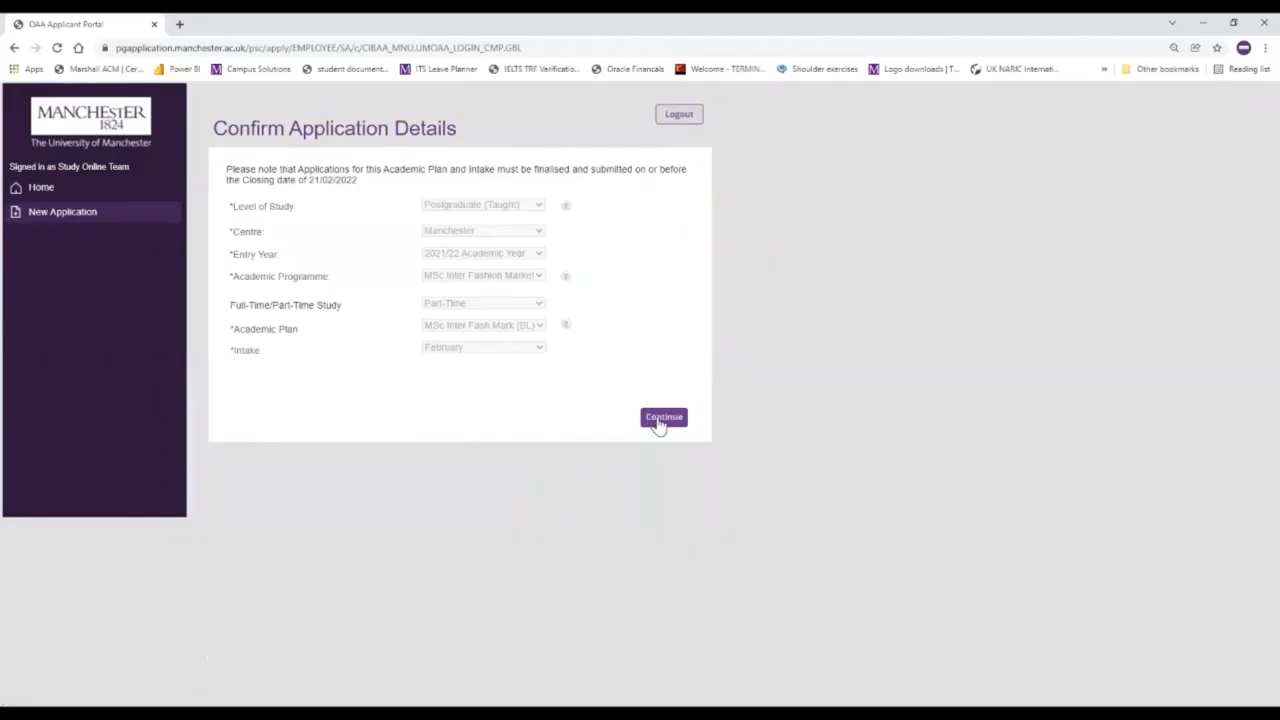 OAA Applicant Portal
pgapplication.manchester.ac.uk/psc/apply/EMPLOYEE/SA/c/CIBAA_MNU.UMOAA_LOGIN_CMP.GBL
Apps Marshall ACM | Cer... Power BI Campus Solutions student document... ITS Leave Planner IELTS TRF Verificatio... Oracle Financials Welcome - TERMIN... Shoulder exercises Logo downloads | T... UK NARIC Internati... » Other bookmarks Reading list
MANCHESTER
1824
The University of Manchester
Signed in as Study Online Team
Home
New Application
Logout
Confirm Application Details
Please note that Applications for this Academic Plan and Intake must be finalised and submitted on or before
the Closing date of 21/02/2022
*Level of Study: Postgraduate (Taught)
*Centre: Manchester
*Entry Year: 2021/22 Academic Year
*Academic Programme: MSc Inter Fashion Market
Full-Time/Part-Time Study Part-Time
*Academic Plan MSc Inter Fash Mark (BL)
*Intake February
Continue